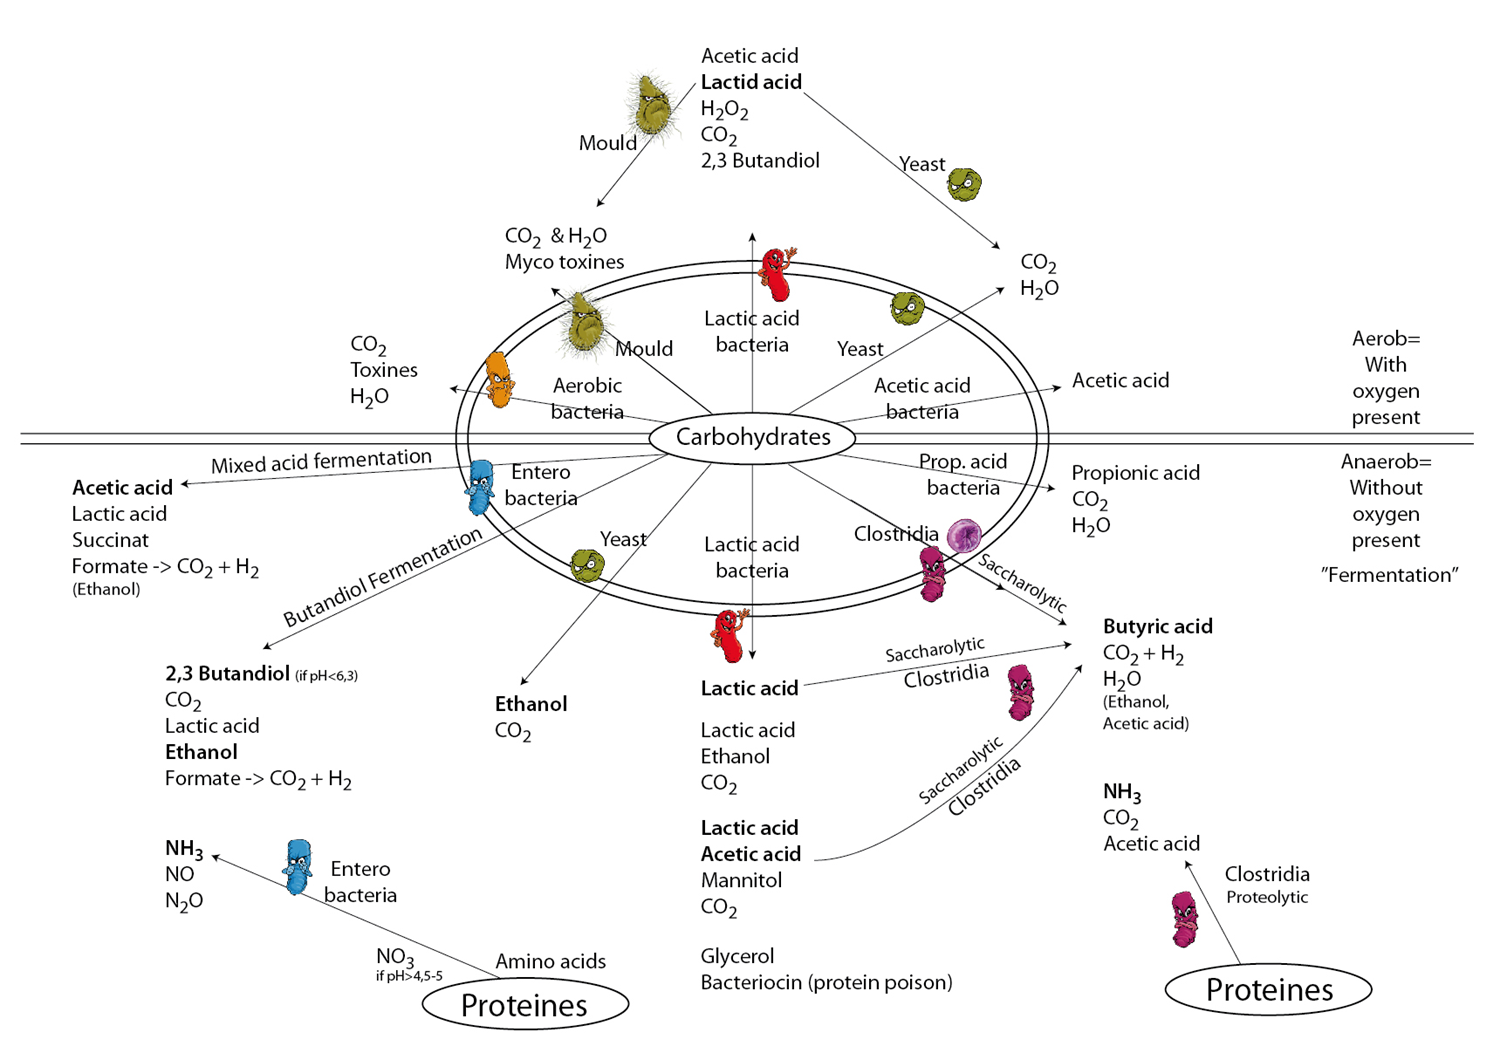 Acetic acid
Lactid acid
H₂O₂
CO₂
2,3 Butandiol
Mould
Yeast
CO₂ & H₂O
Myco toxines
CO₂
H₂O
Lactic acid
bacteria
Mould
Yeast
CO₂
Toxines
H₂O
Aerobic
bacteria
Acetic acid
bacteria
Acetic acid
Aerob=
With
oxygen
present
Carbohydrates
Mixed acid fermentation
Entero
bacteria
Prop. acid
bacteria
Propionic acid
CO₂
H₂O
Anaerob=
Without
oxygen
present
"Fermentation"
Acetic acid
Lactic acid
Succinat
Formate -> CO₂ + H₂
(Ethanol)
Butandiol Fermentation
Yeast
Lactic acid
bacteria
Clostridia
Saccharolytic
Butyric acid
CO₂ + H₂
H₂O
(Ethanol,
Acetic acid)
Saccharolytic
Clostridia
2,3 Butandiol (if pH<6,3)
CO₂
Lactic acid
Ethanol
Formate -> CO₂ + H₂
Ethanol
CO₂
Lactic acid
Lactic acid
Ethanol
CO₂
Saccharolytic
Clostridia
Lactic acid
Acetic acid
Mannitol
CO₂
Glycerol
Bacteriocin (protein poison)
NH₃
CO₂
Acetic acid
Clostridia
Proteolytic
Proteines
NH₃
NO
N₂O
Entero
bacteria
NO₃
if pH>4,5-5
Amino acids
Proteines